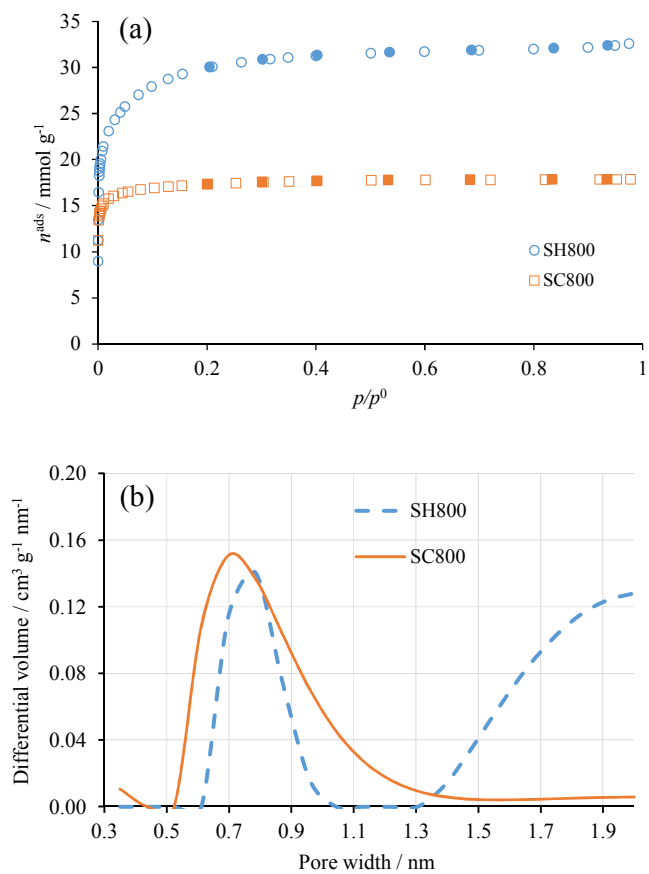 (a)
35
30
25
20
15
10
5
0
n^ads / mmol g^-1
SH800
SC800
0 0.2 0.4 0.6 0.8 1
p/p^0
(b)
0.20
0.16
0.12
0.08
0.04
0.00
Differential volume / cm^3 g^-1 nm^-1
SH800
SC800
0.3 0.5 0.7 0.9 1.1 1.3 1.5 1.7 1.9
Pore width / nm